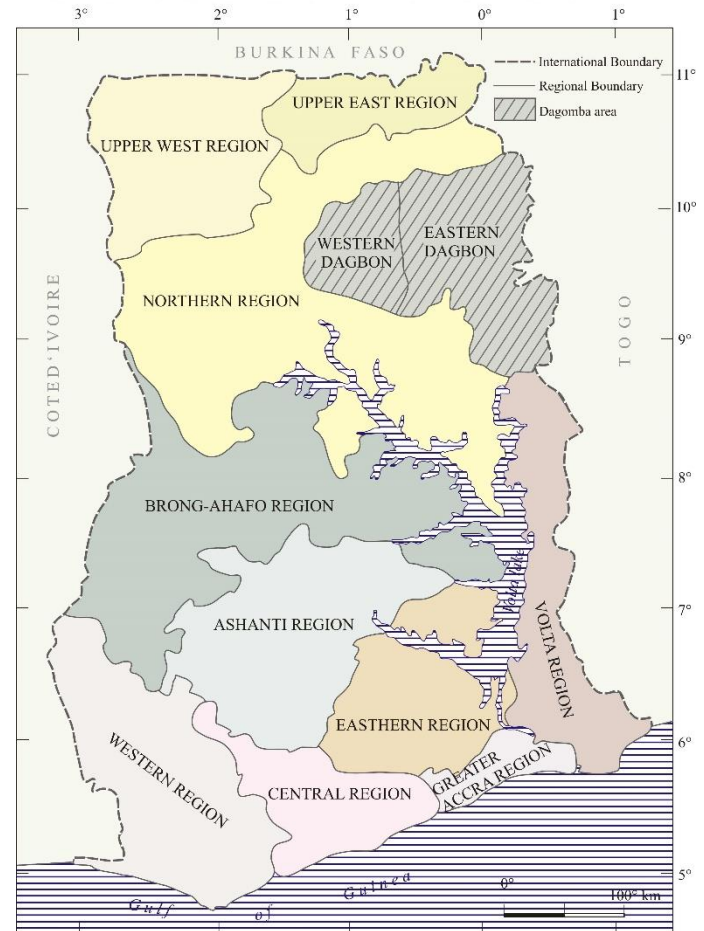 3°
2°
1°
0°
1°
BURKINA FASO
International Boundary
Regional Boundary
Dagomba area
11°
UPPER EAST REGION
UPPER WEST REGION
10°
WESTERN
DAGBON
EASTERN
DAGBON
NORTHERN REGION
COTED'IVOIRE
TOGO
9°
8°
BRONG-AHAFO REGION
Volta lake
7°
ASHANTI REGION
VOLTA REGION
EASTHERN REGION
6°
WESTERN REGION
GREATER
ACCRA REGION
CENTRAL REGION
5°
Gulf of Guinea
0°
100° km